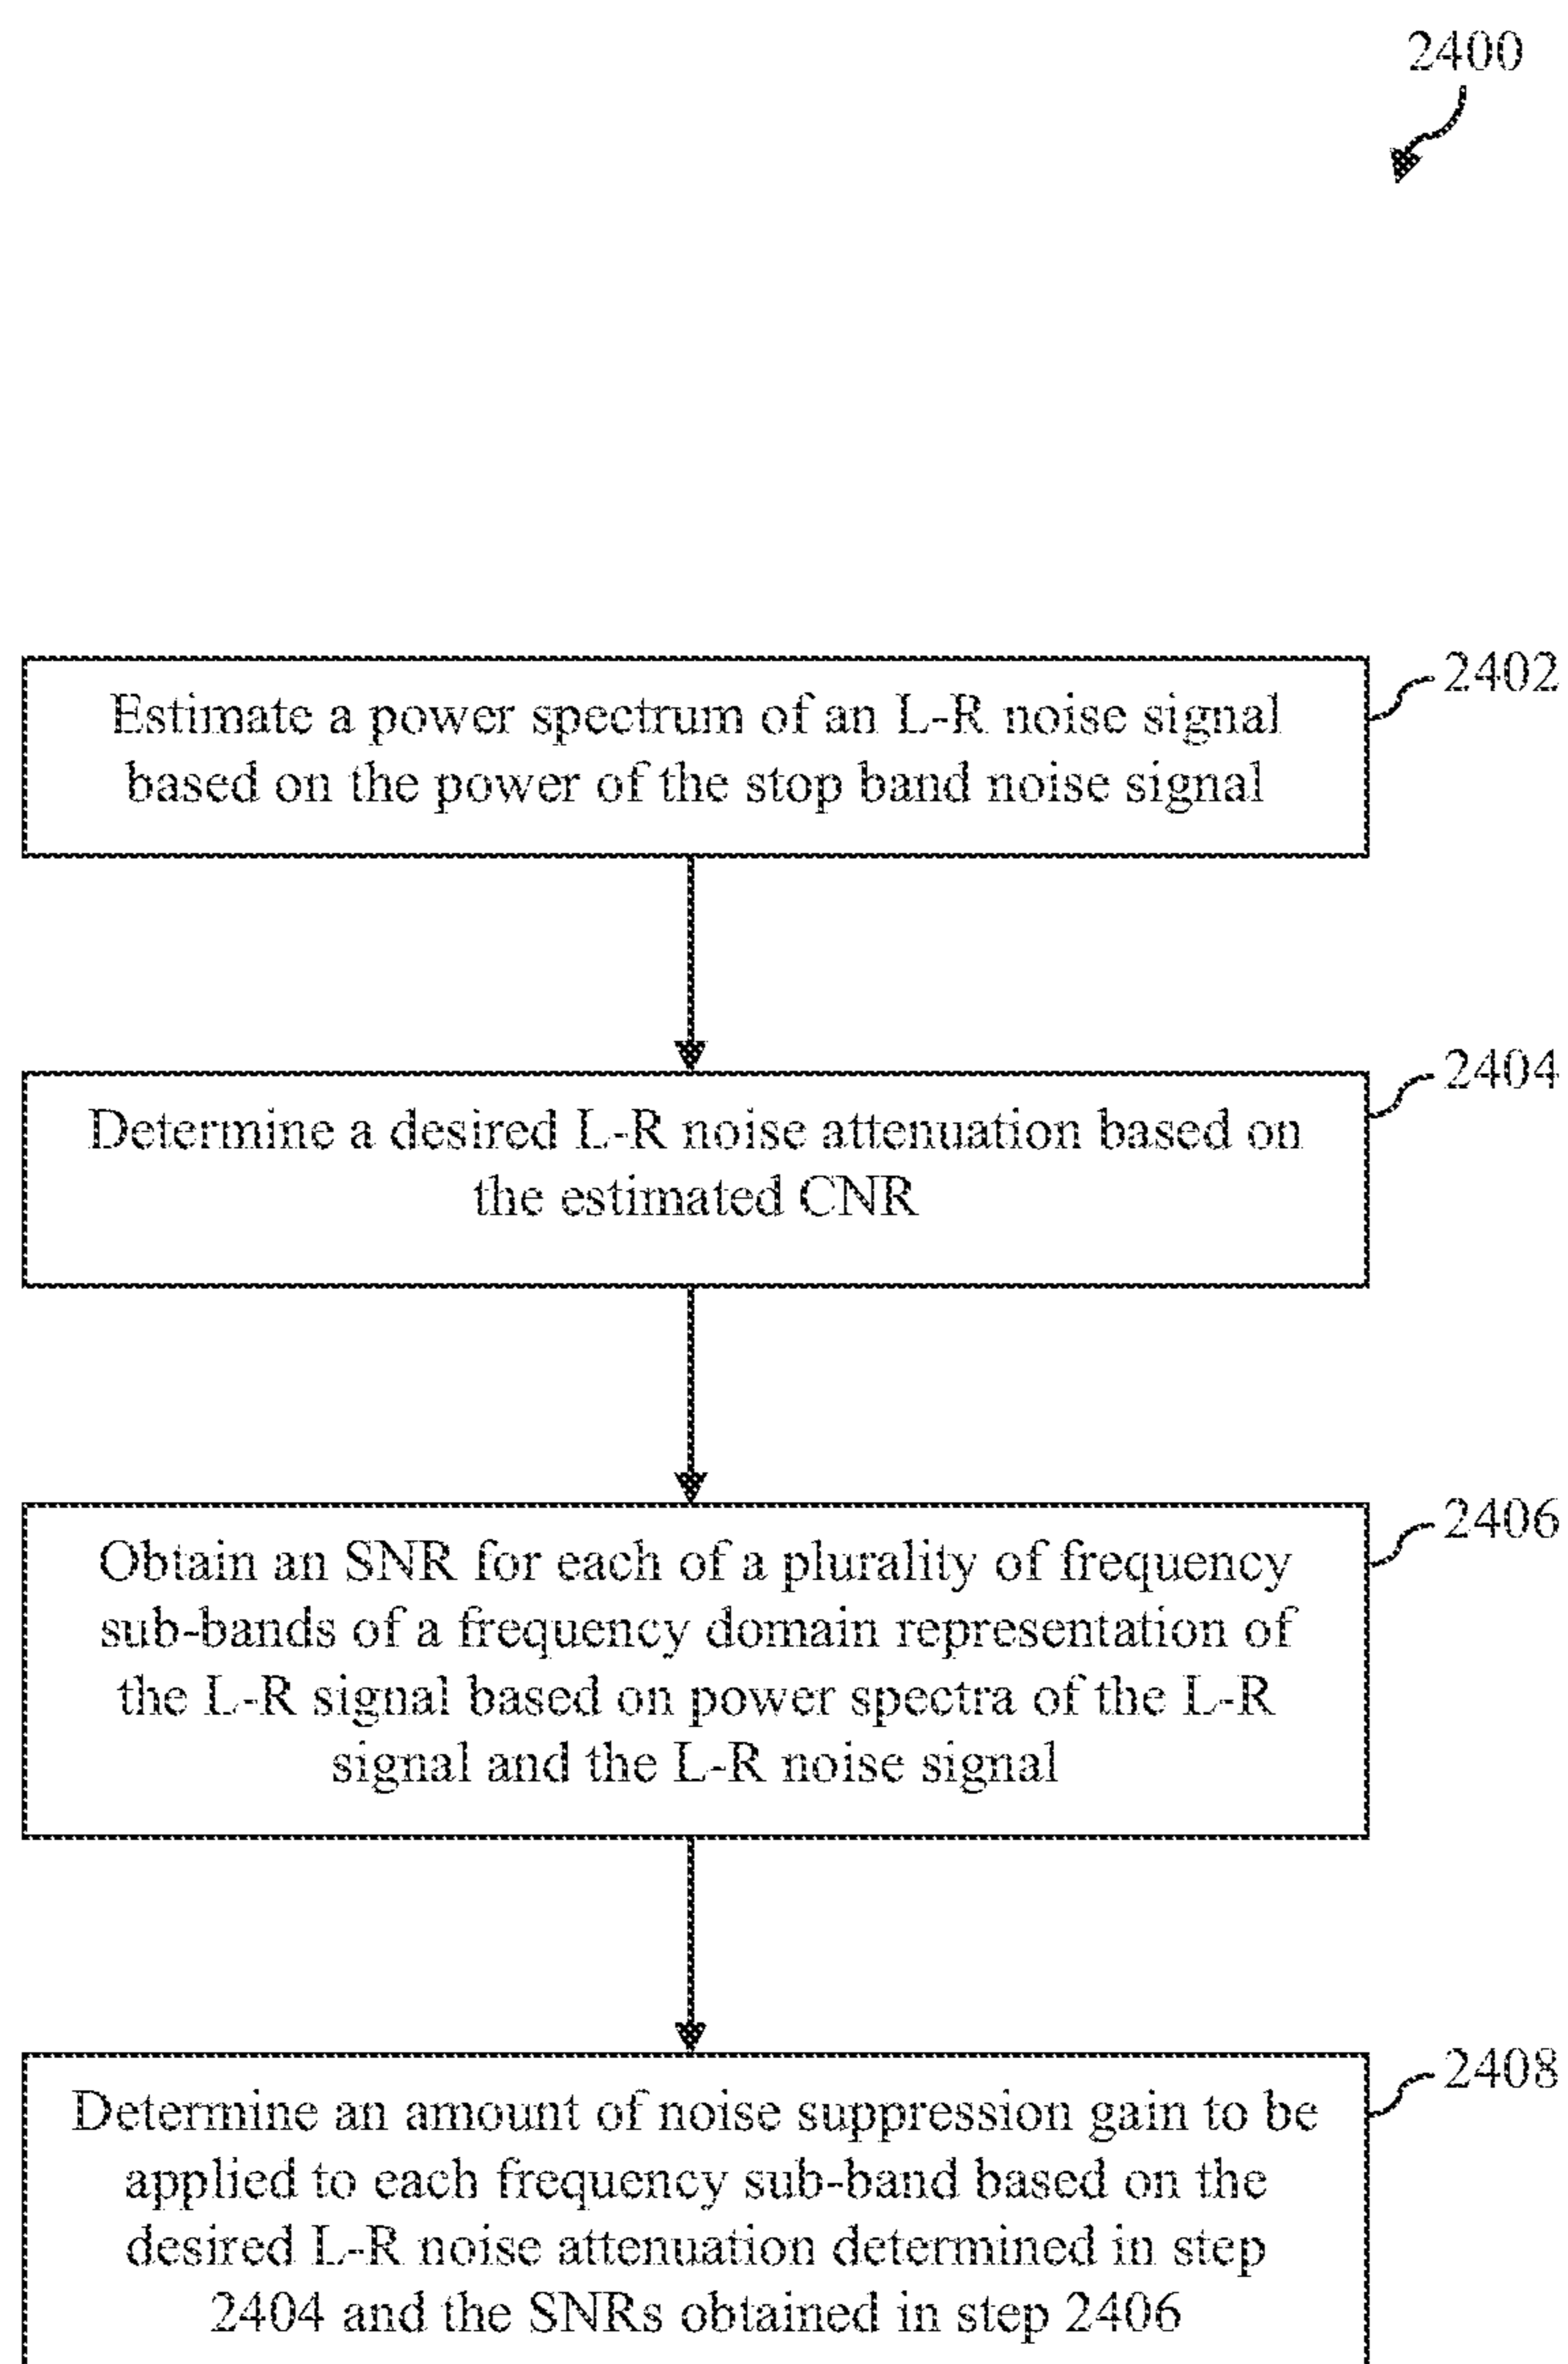 2400
2402
Estimate a power spectrum of an L-R noise signal
based on the power of the stop band noise signal
2404
Determine a desired L-R noise attenuation based on
the estimated CNR
2406
Obtain an SNR for each of a plurality of frequency
sub-bands of a frequency domain representation of
the L-R signal based on power spectra of the L-R
signal and the L-R noise signal
2408
Determine an amount of noise suppression gain to be
applied to each frequency sub-band based on the
desired L-R noise attenuation determined in step
2404 and the SNRs obtained in step 2406